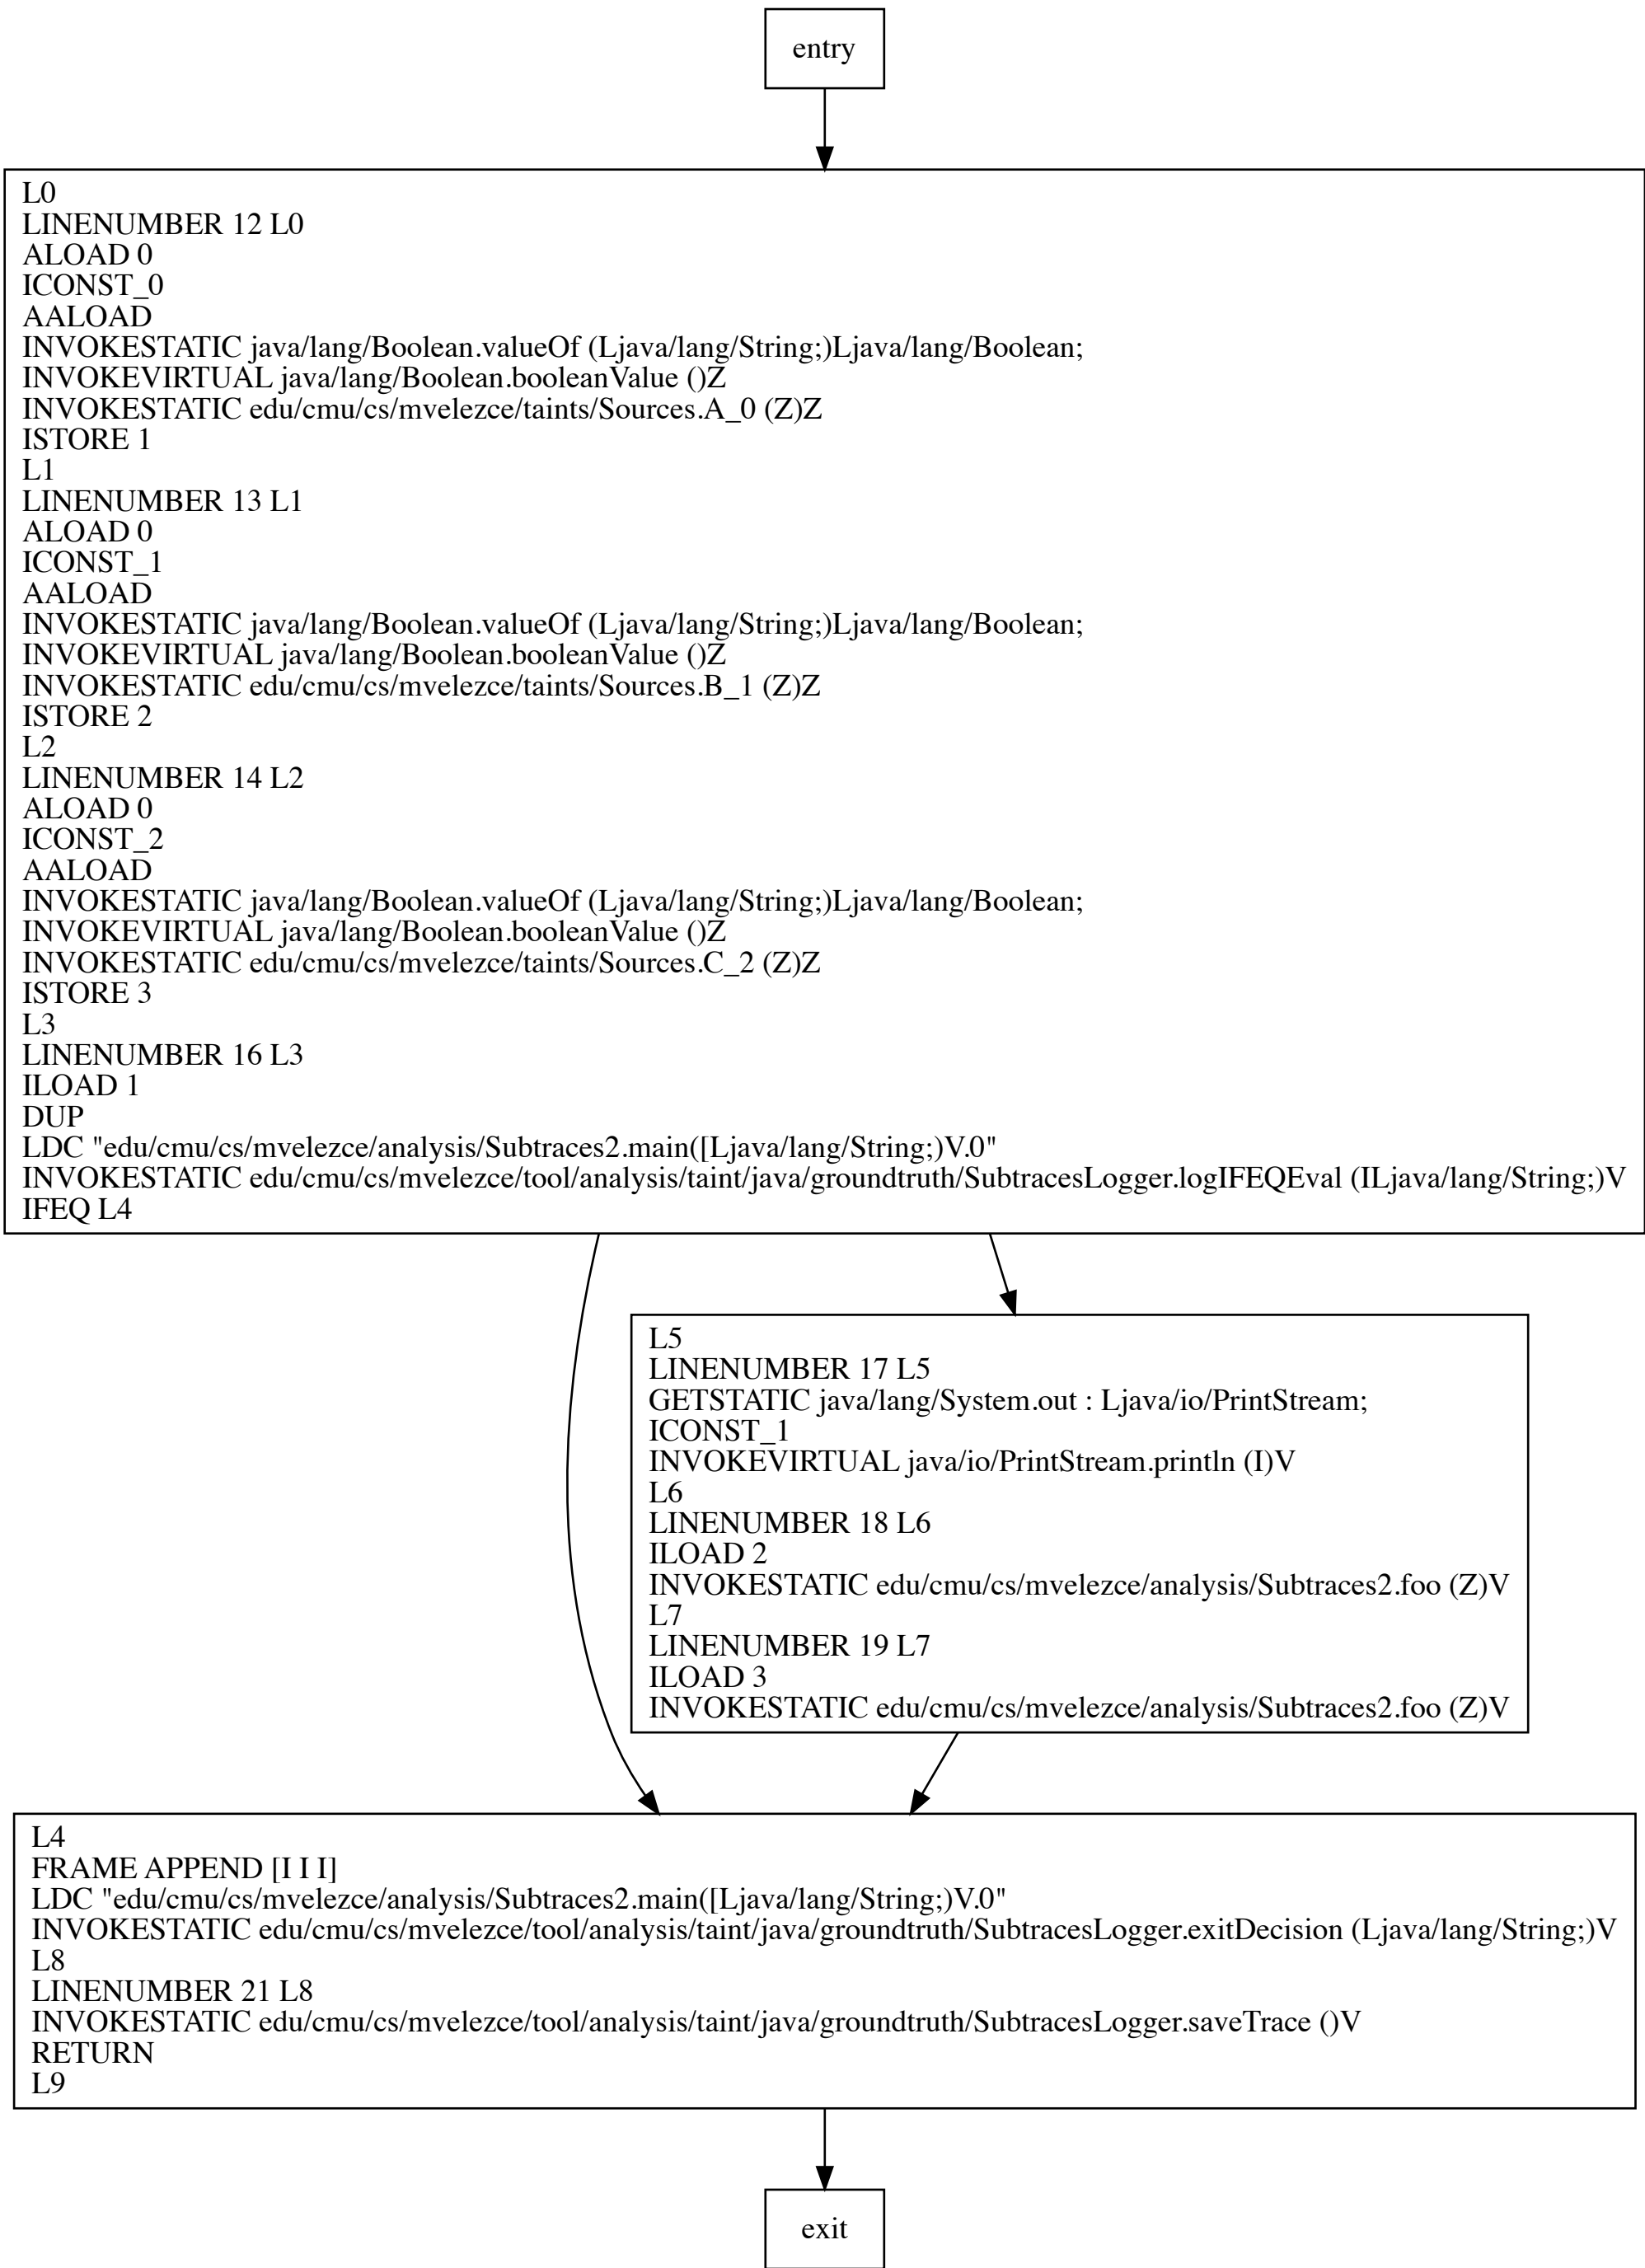 entry
L0
LINENUMBER 12 L0
ALOAD 0
ICONST_0
AALOAD
INVOKESTATIC java/lang/Boolean.valueOf (Ljava/lang/String;)Ljava/lang/Boolean;
INVOKEVIRTUAL java/lang/Boolean.booleanValue ()Z
INVOKESTATIC edu/cmu/cs/mvelezce/taints/Sources.A_0 (Z)Z
ISTORE 1
L1
LINENUMBER 13 L1
ALOAD 0
ICONST_1
AALOAD
INVOKESTATIC java/lang/Boolean.valueOf (Ljava/lang/String;)Ljava/lang/Boolean;
INVOKEVIRTUAL java/lang/Boolean.booleanValue ()Z
INVOKESTATIC edu/cmu/cs/mvelezce/taints/Sources.B_1 (Z)Z
ISTORE 2
L2
LINENUMBER 14 L2
ALOAD 0
ICONST_2
AALOAD
INVOKESTATIC java/lang/Boolean.valueOf (Ljava/lang/String;)Ljava/lang/Boolean;
INVOKEVIRTUAL java/lang/Boolean.booleanValue ()Z
INVOKESTATIC edu/cmu/cs/mvelezce/taints/Sources.C_2 (Z)Z
ISTORE 3
L3
LINENUMBER 16 L3
ILOAD 1
DUP
LDC "edu/cmu/cs/mvelezce/analysis/Subtraces2.main([Ljava/lang/String;)V.0"
INVOKESTATIC edu/cmu/cs/mvelezce/tool/analysis/taint/java/groundtruth/SubtracesLogger.logIFEQEval (ILjava/lang/String;)V
IFEQ L4
L5
LINENUMBER 17 L5
GETSTATIC java/lang/System.out : Ljava/io/PrintStream;
ICONST_1
INVOKEVIRTUAL java/io/PrintStream.println (I)V
L6
LINENUMBER 18 L6
ILOAD 2
INVOKESTATIC edu/cmu/cs/mvelezce/analysis/Subtraces2.foo (Z)V
L7
LINENUMBER 19 L7
ILOAD 3
INVOKESTATIC edu/cmu/cs/mvelezce/analysis/Subtraces2.foo (Z)V
L4
FRAME APPEND [I I I]
LDC "edu/cmu/cs/mvelezce/analysis/Subtraces2.main([Ljava/lang/String;)V.0"
INVOKESTATIC edu/cmu/cs/mvelezce/tool/analysis/taint/java/groundtruth/SubtracesLogger.exitDecision (Ljava/lang/String;)V
L8
LINENUMBER 21 L8
INVOKESTATIC edu/cmu/cs/mvelezce/tool/analysis/taint/java/groundtruth/SubtracesLogger.saveTrace ()V
RETURN
L9
exit